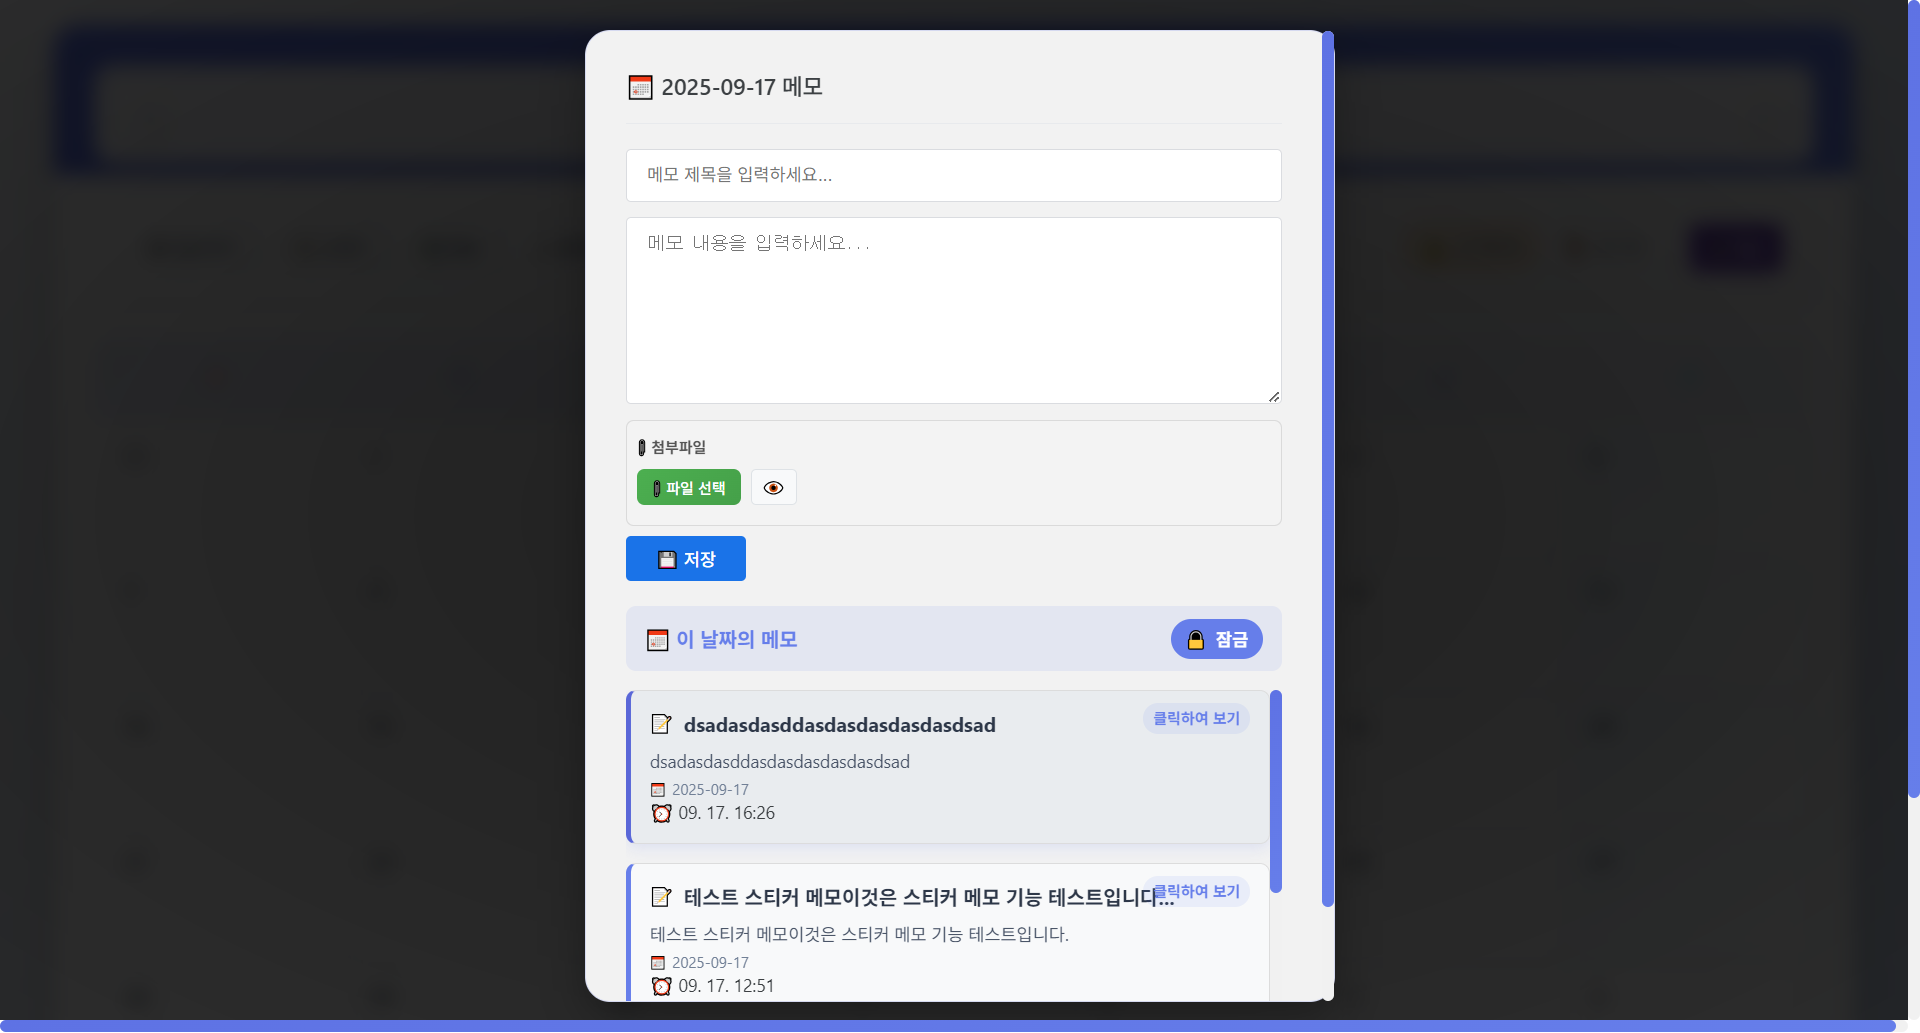 2025-09-17 메모
메모 제목을 입력하세요...
메모 내용을 입력하세요...
첨부파일
파일 선택
저장
이 날짜의 메모
잠금
dsadasdasddasdasdasdasdasdsad
클릭하여 보기
dsadasdasddasdasdasdasdasdsad
2025-09-17
09. 17. 16:26
테스트 스티커 메모이것은 스티커 메모 기능 테스트입니다...
클릭하여 보기
테스트 스티커 메모이것은 스티커 메모 기능 테스트입니다.
2025-09-17
09. 17. 12:51